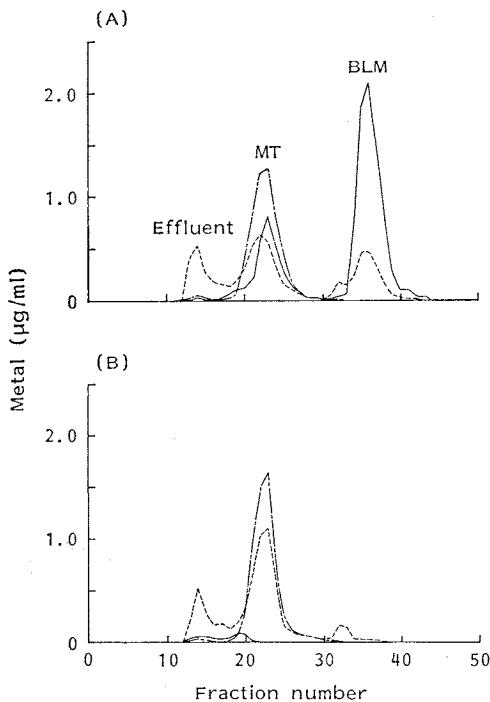 (A)
BLM
2.0
MT
1.0
Effluent
0
Metal (µg/ml)
(B)
2.0
1.0
0
0 10 20 30 40 50
Fraction number